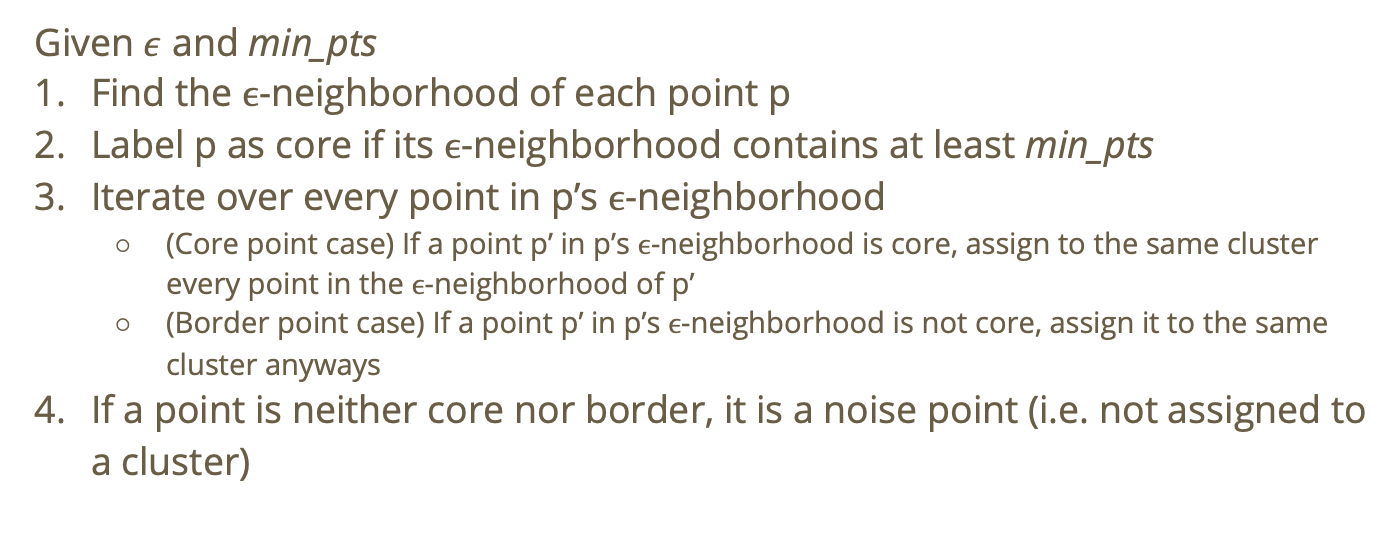 Given ϵ and min_pts
1. Find the ϵ-neighborhood of each point p
2. Label p as core if its ϵ-neighborhood contains at least min_pts
3. Iterate over every point in p’s ϵ-neighborhood
○ (Core point case) If a point p’ in p’s ϵ-neighborhood is core, assign to the same cluster
every point in the ϵ-neighborhood of p’
○ (Border point case) If a point p’ in p’s ϵ-neighborhood is not core, assign it to the same
cluster anyways
4. If a point is neither core nor border, it is a noise point (i.e. not assigned to
a cluster)